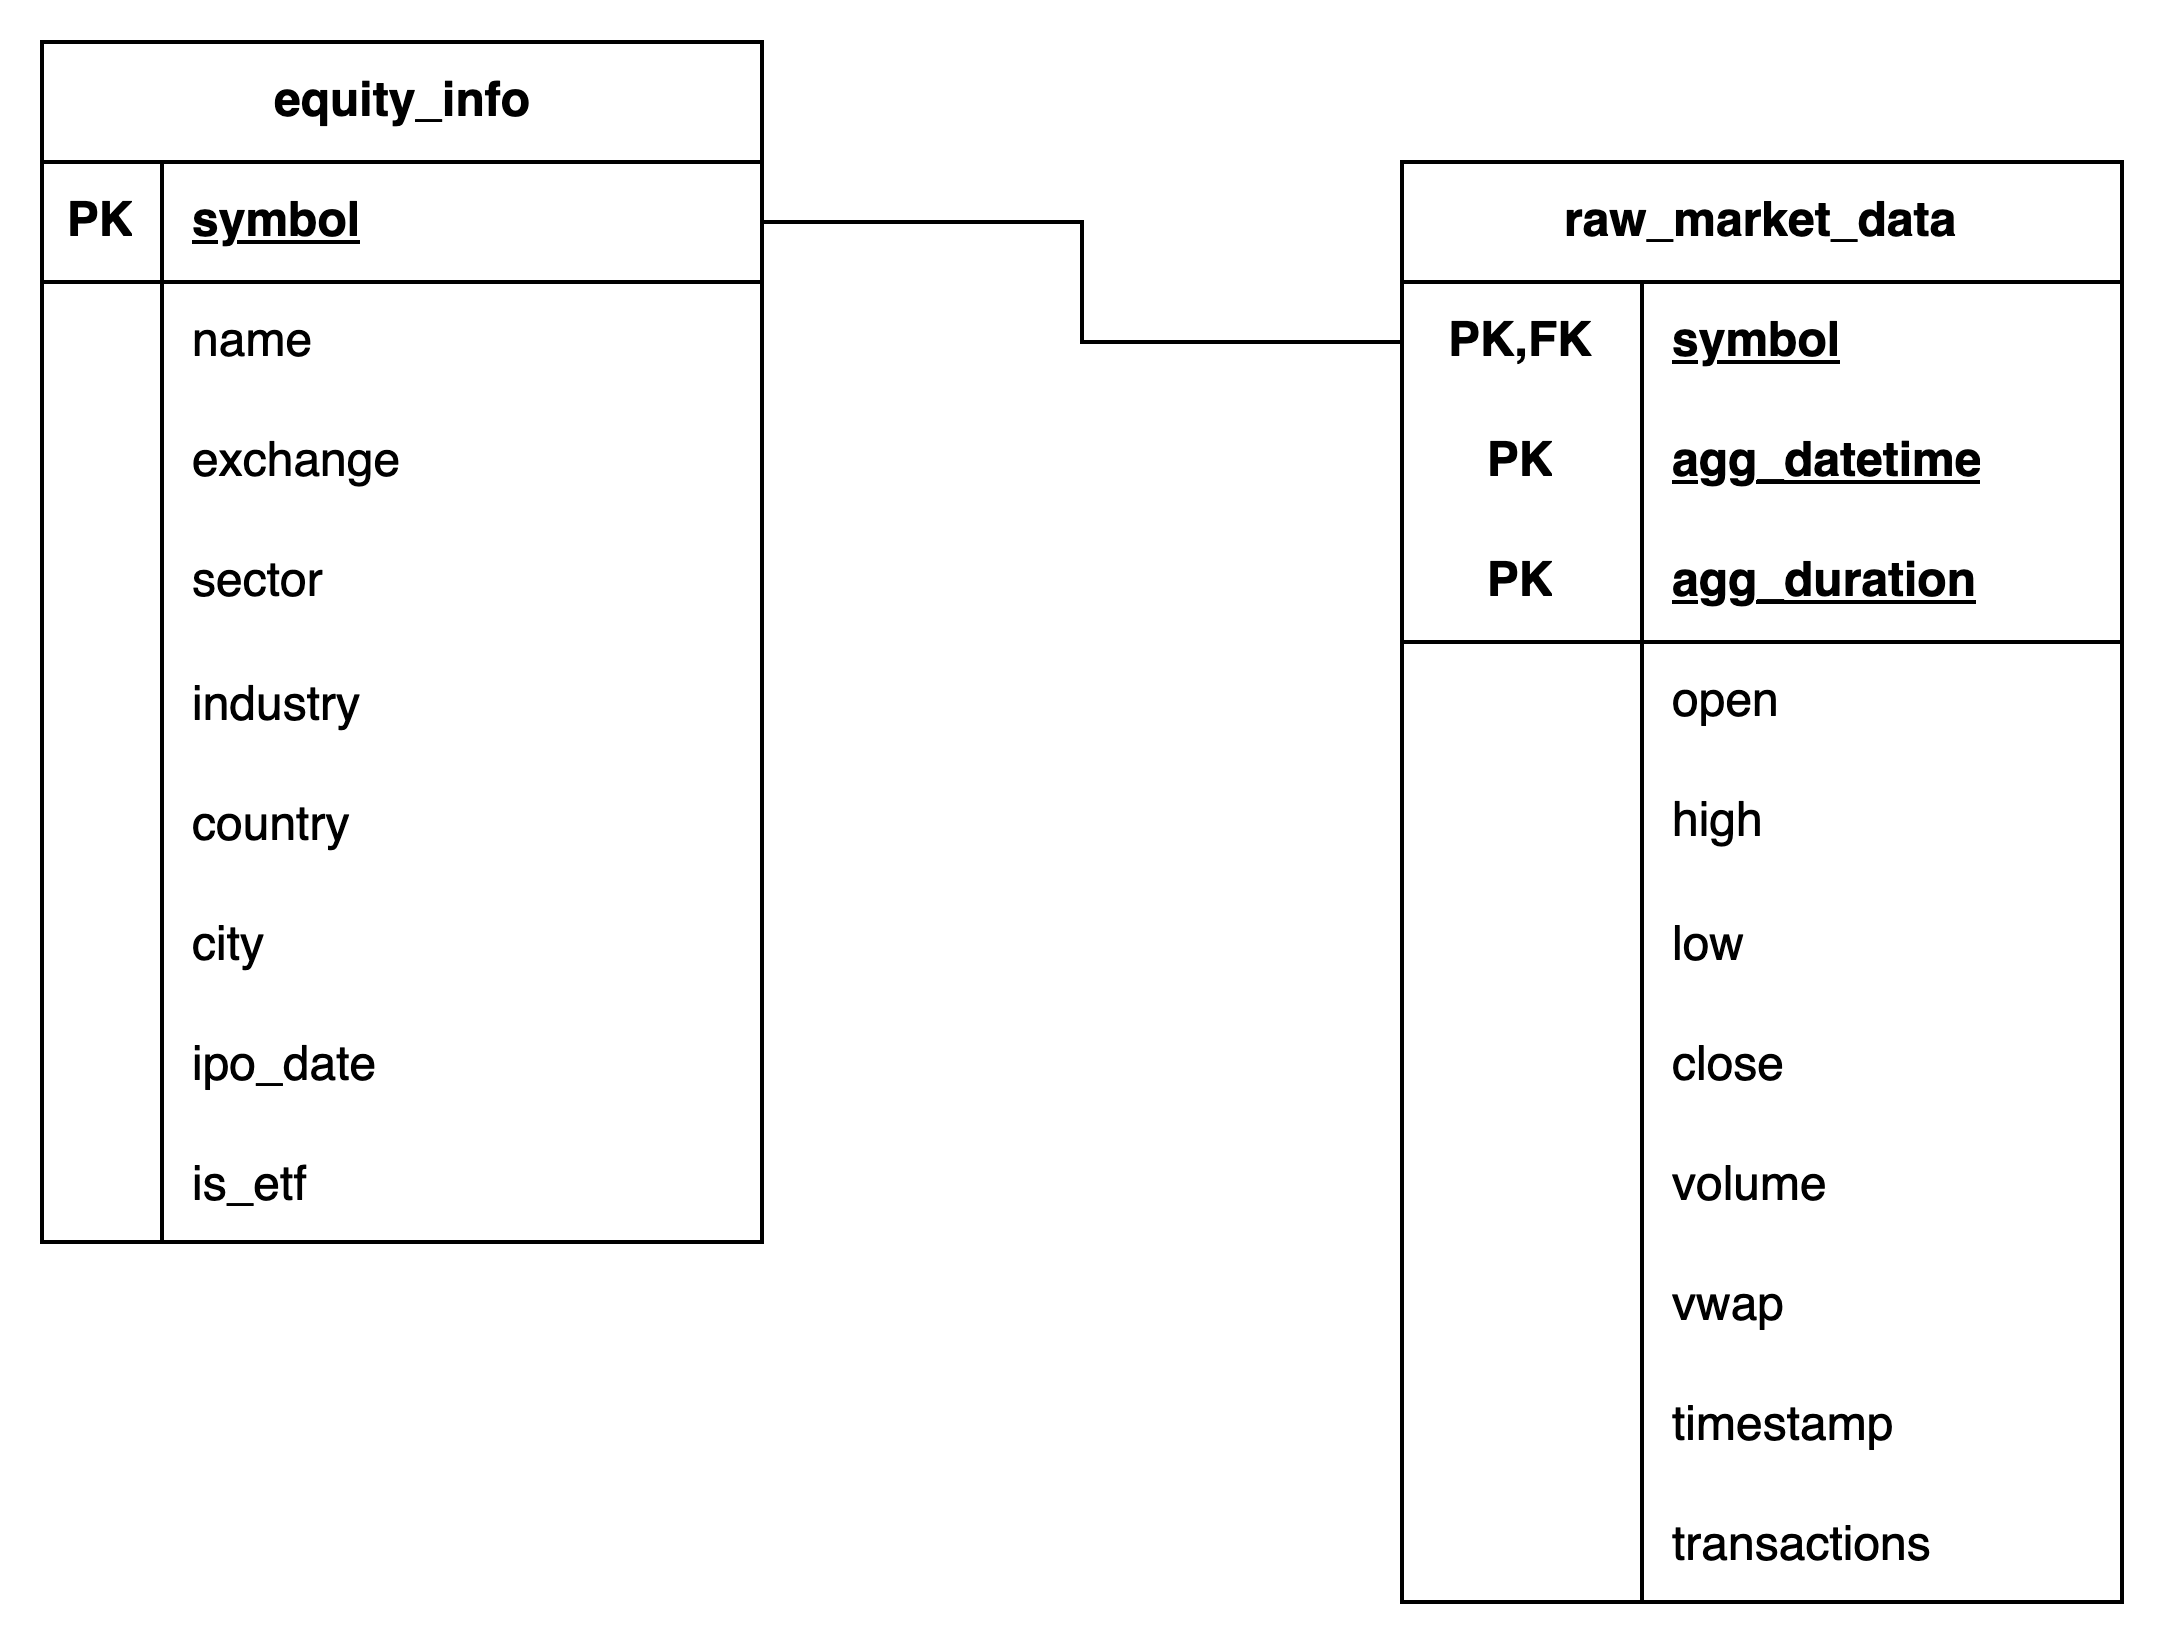 equity_info
PK symbol
name
exchange
sector
industry
country
city
ipo_date
is_etf
raw_market_data
PK,FK symbol
PK agg_datetime
PK agg_duration
open
high
low
close
volume
vwap
timestamp
transactions